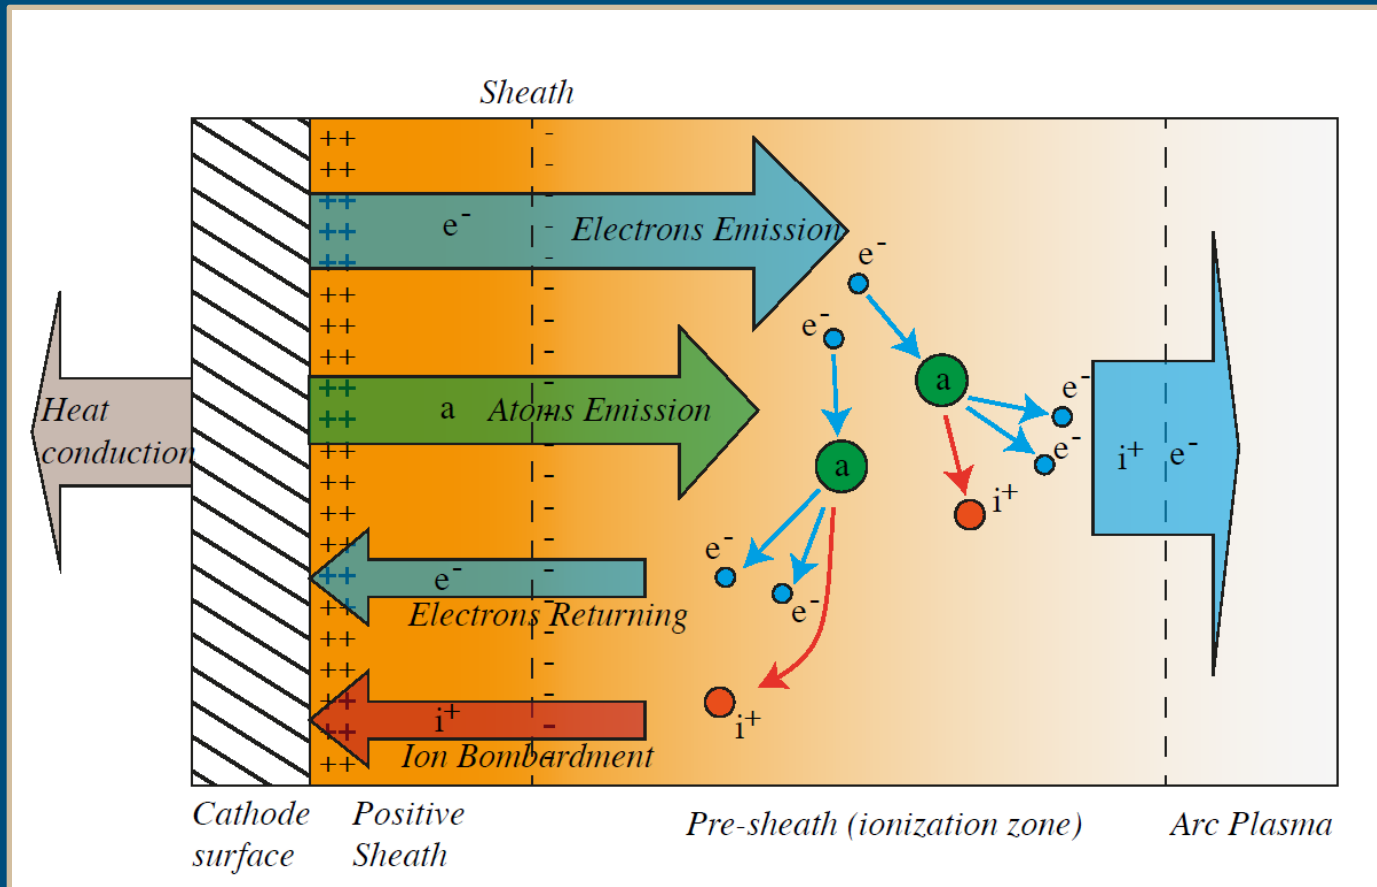 Sheath
++ -
++ -
++ -
++ e- - Electrons Emission
++ -
e-
++ -
++ - e-
++ -
++ - a e-
Heat
++ a Atoms Emission
conduction
++ - e-
++ - a i+ e-
++ - i+
++ - e-
++ e- -
++ - e-
Electrons Returning
++ -
++ -
++ i+ - i+
++ -
Ion Bombardment
++
Cathode Positive Pre-sheath (ionization zone) Arc Plasma
surface Sheath